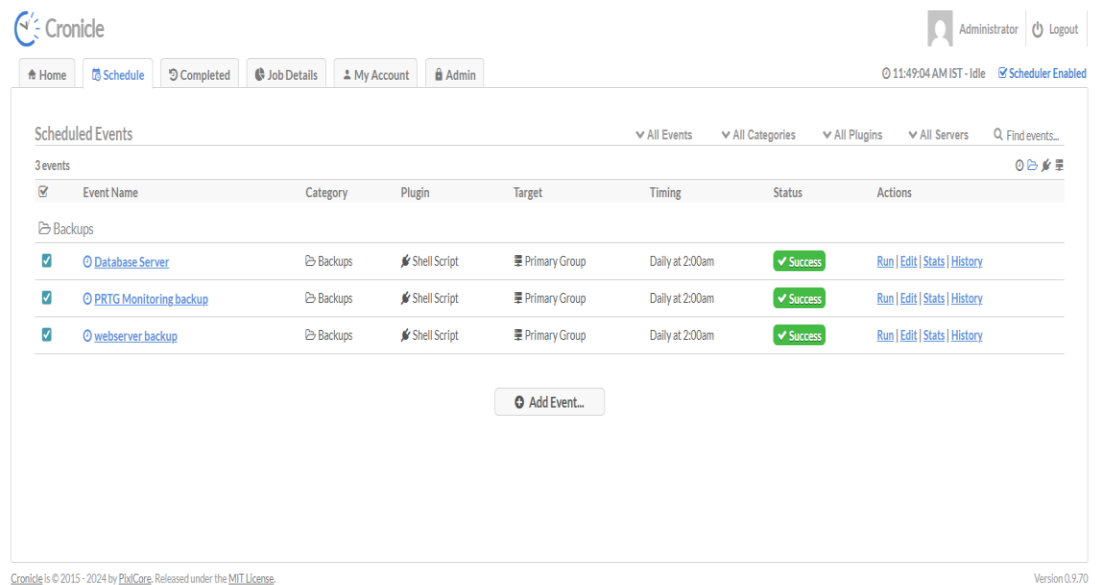 Cronicle
Administrator Logout
Home Schedule Completed Job Details My Account Admin 11:49:04 AM IST - Idle Scheduler Enabled
Scheduled Events All Events All Categories All Plugins All Servers Find events...
3 events
Event Name Category Plugin Target Timing Status Actions
Backups
Database Server Backups Shell Script Primary Group Daily at 2:00am Success Run | Edit | Stats | History
PRTG Monitoring backup Backups Shell Script Primary Group Daily at 2:00am Success Run | Edit | Stats | History
webserver backup Backups Shell Script Primary Group Daily at 2:00am Success Run | Edit | Stats | History
Add Event...
Cronicle is © 2015 - 2024 by PixlCore. Released under the MIT License. Version 0.9.70